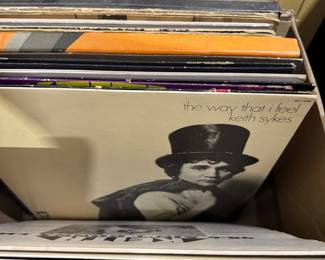 the way that i feel
keith sykes